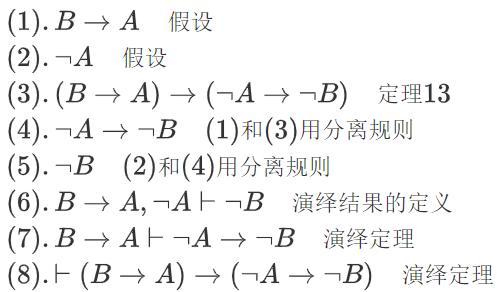 (1). B → A 假设
(2). ¬A 假设
(3). (B → A) → (¬A → ¬B) 定理13
(4). ¬A → ¬B (1)和(3)用分离规则
(5). ¬B (2)和(4)用分离规则
(6). B → A, ¬A ⊢ ¬B 演绎结果的定义
(7). B → A ⊢ ¬A → ¬B 演绎定理
(8). ⊢ (B → A) → (¬A → ¬B) 演绎定理